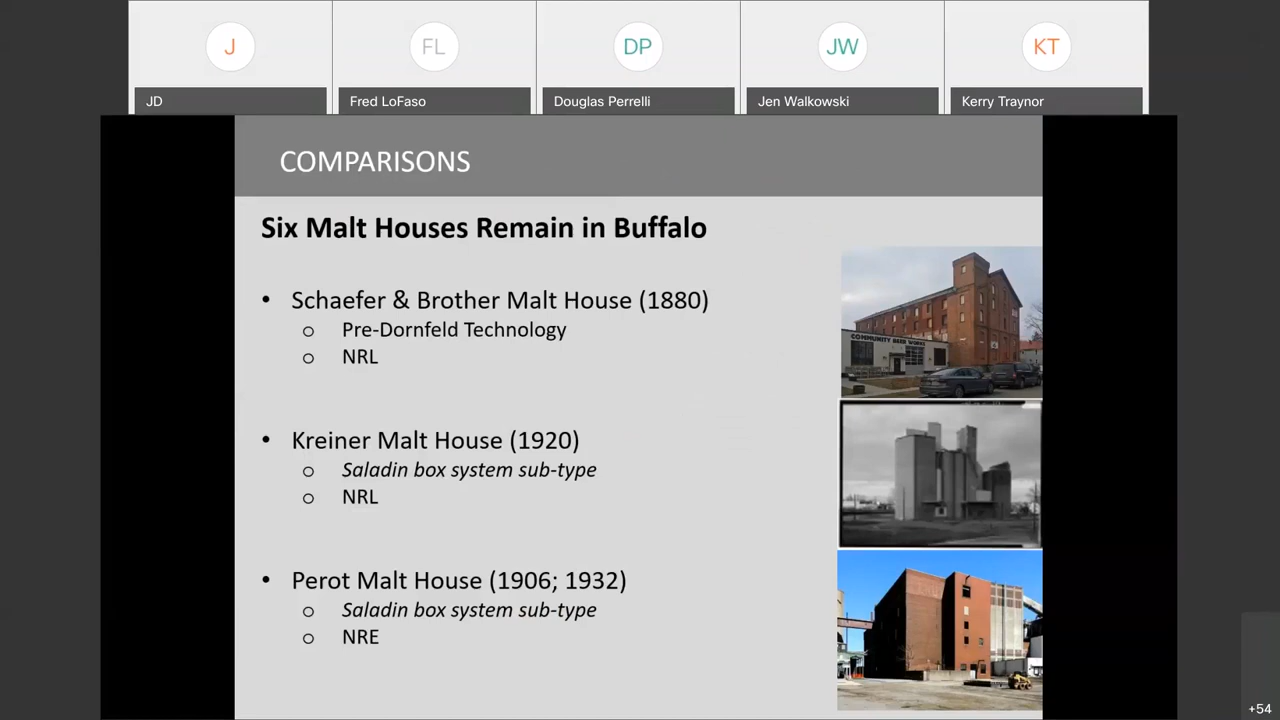 J
FL
DP
JW
KT
JD
Fred LoFaso
Douglas Perrelli
Jen Walkowski
Kerry Traynor
COMPARISONS
Six Malt Houses Remain in Buffalo
• Schaefer & Brother Malt House (1880)
o Pre-Dornfeld Technology
o NRL
COMMUNITY BEER WORKS
• Kreiner Malt House (1920)
o Saladin box system sub-type
o NRL
• Perot Malt House (1906; 1932)
o Saladin box system sub-type
o NRE
+54